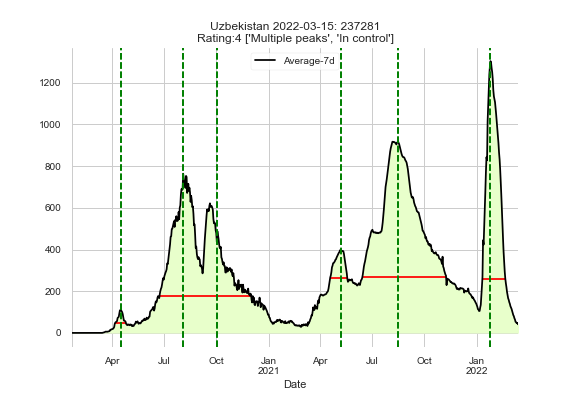 Uzbekistan 2022-03-15: 237281
Rating:4 ['Multiple peaks', 'In control']
Average-7d
1200
1000
800
600
400
200
0
Apr Jul Oct Jan Apr Jul Oct Jan
2021 2022
Date